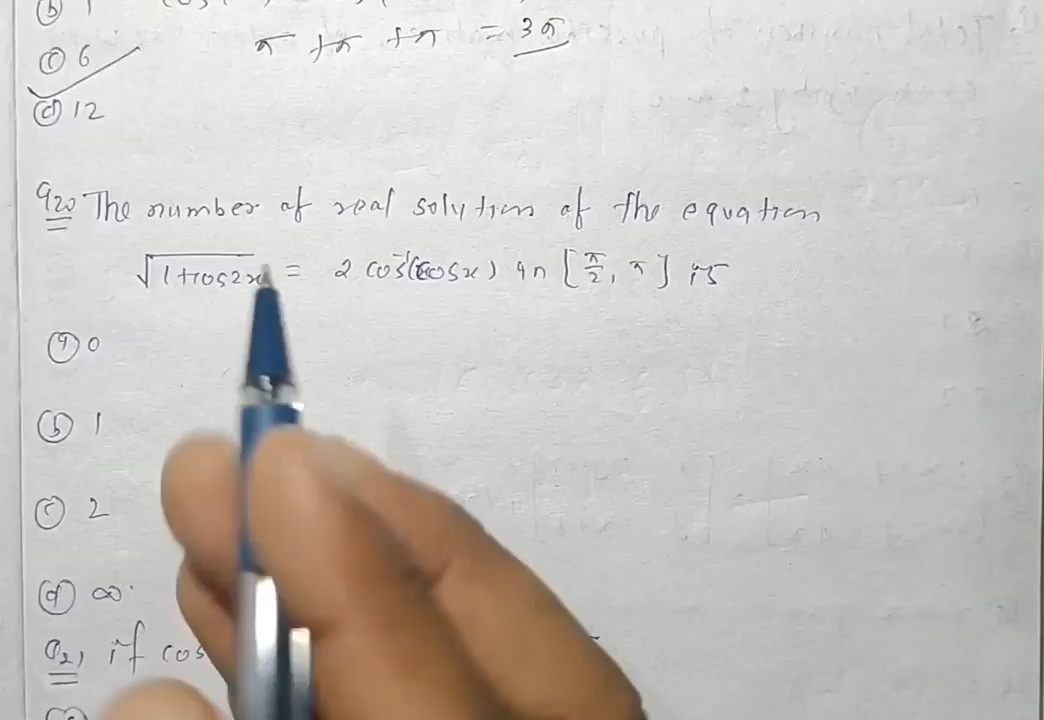 (c) 6
π + π + π = 3π
(d) 12
Q20 The number of real solution of the equation
√(1+cos2x) = 2 cos⁻¹(cosx) in [π/2, π] is
(a) 0
(b) 1
(c) 2
(d) ∞
Q21 if cos